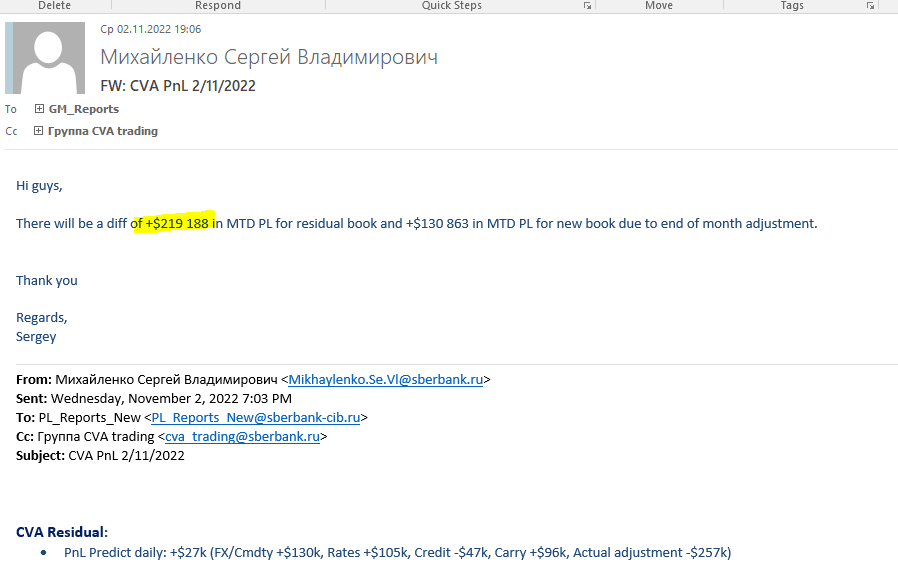 Delete Respond Quick Steps Move Tags
Ср 02.11.2022 19:06
Михайленко Сергей Владимирович
FW: CVA PnL 2/11/2022
To GM_Reports
Cc Группа CVA trading
Hi guys,
There will be a diff of +$219 188 in MTD PL for residual book and +$130 863 in MTD PL for new book due to end of month adjustment.
Thank you
Regards,
Sergey
From: Михайленко Сергей Владимирович <Mikhaylenko.Se.Vl@sberbank.ru>
Sent: Wednesday, November 2, 2022 7:03 PM
To: PL_Reports_New <PL_Reports_New@sberbank-cib.ru>
Cc: Группа CVA trading <cva_trading@sberbank.ru>
Subject: CVA PnL 2/11/2022
CVA Residual:
• PnL Predict daily: +$27k (FX/Cmdty +$130k, Rates +$105k, Credit -$47k, Carry +$96k, Actual adjustment -$257k)